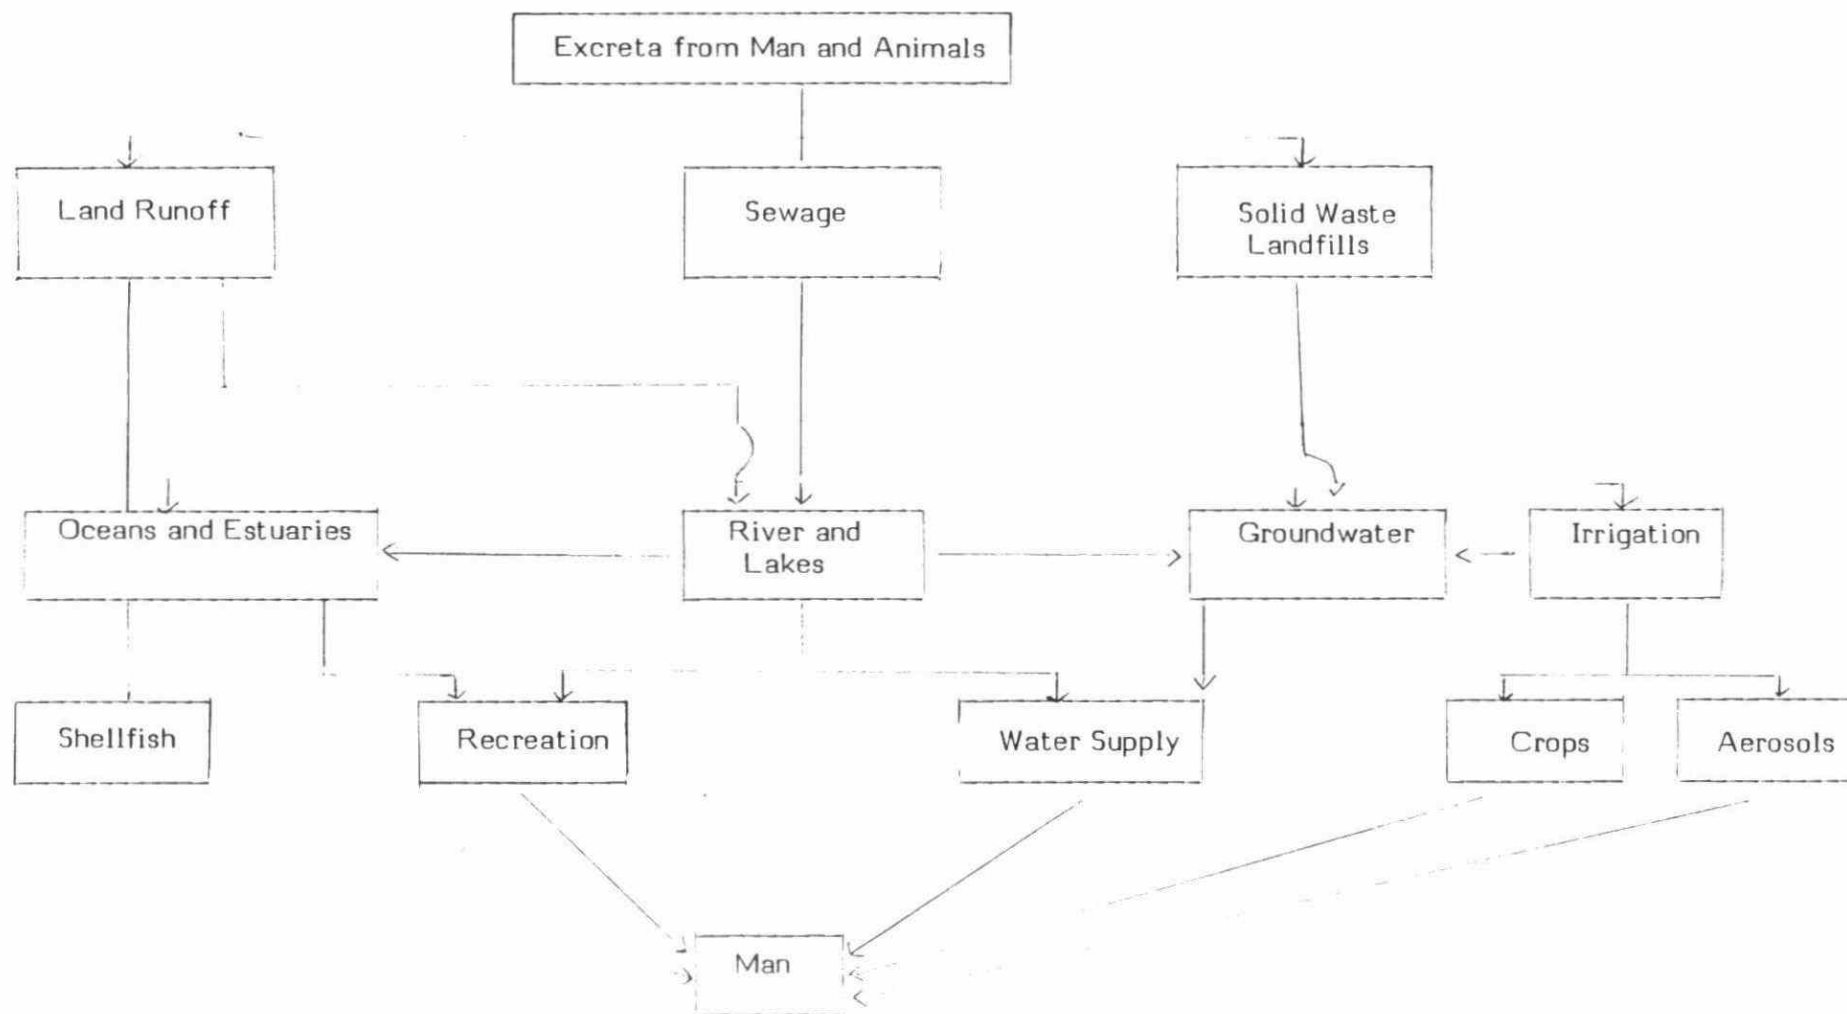 Excreta from Man and Animals
Land Runoff
Sewage
Solid Waste
Landfills
Oceans and Estuaries
River and
Lakes
Groundwater
Irrigation
Shellfish
Recreation
Water Supply
Crops
Aerosols
Man